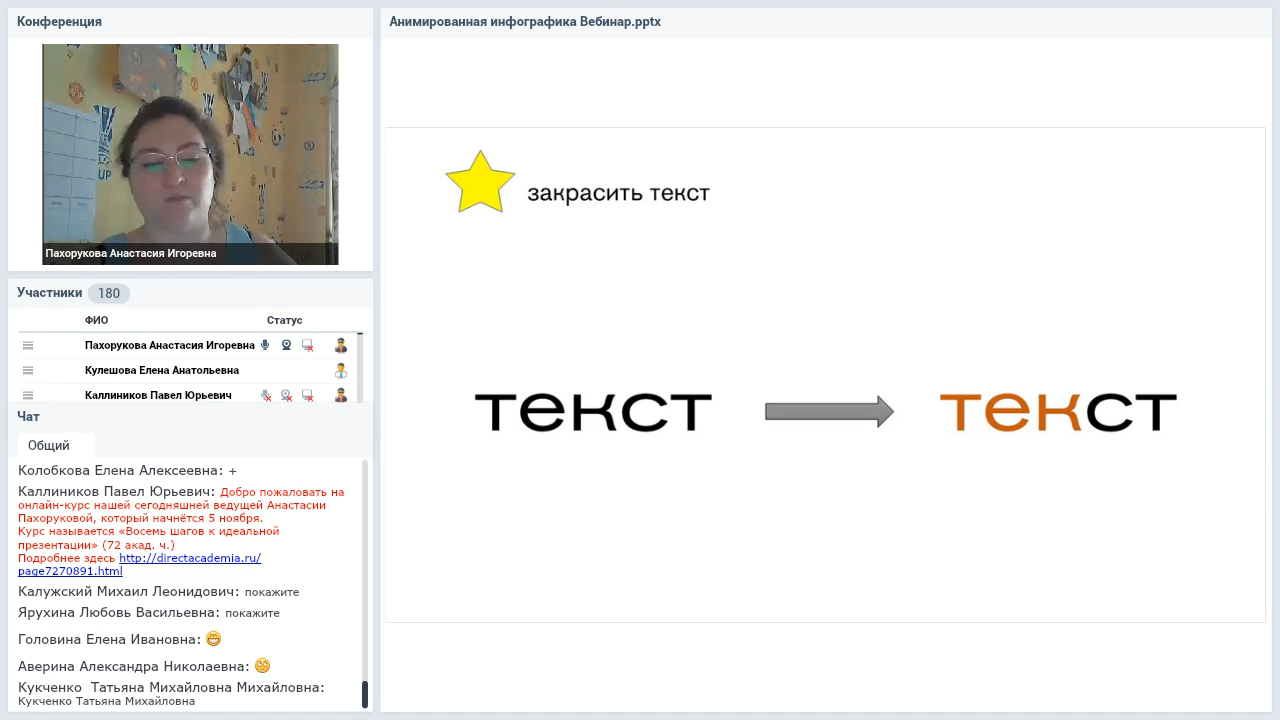 Конференция
Пахорукова Анастасия Игоревна
Участники 180
ФИО Статус
Пахорукова Анастасия Игоревна
Кулешова Елена Анатольевна
Каллиников Павел Юрьевич
Чат
Общий
Колобкова Елена Алексеевна: +
Каллиников Павел Юрьевич: Добро пожаловать на
онлайн-курс нашей сегодняшней ведущей Анастасии
Пахоруковой, который начнётся 5 ноября.
Курс называется «Восемь шагов к идеальной
презентации» (72 акад. ч.)
Подробнее здесь http://directacademia.ru/
page7270891.html
Калужский Михаил Леонидович: покажите
Ярухина Любовь Васильевна: покажите
Головина Елена Ивановна:
Аверина Александра Николаевна:
Кукченко  Татьяна Михайловна Михайловна:
Кукченко Татьяна Михайловна
Анимированная инфографика Вебинар.pptx
закрасить текст
текст текст